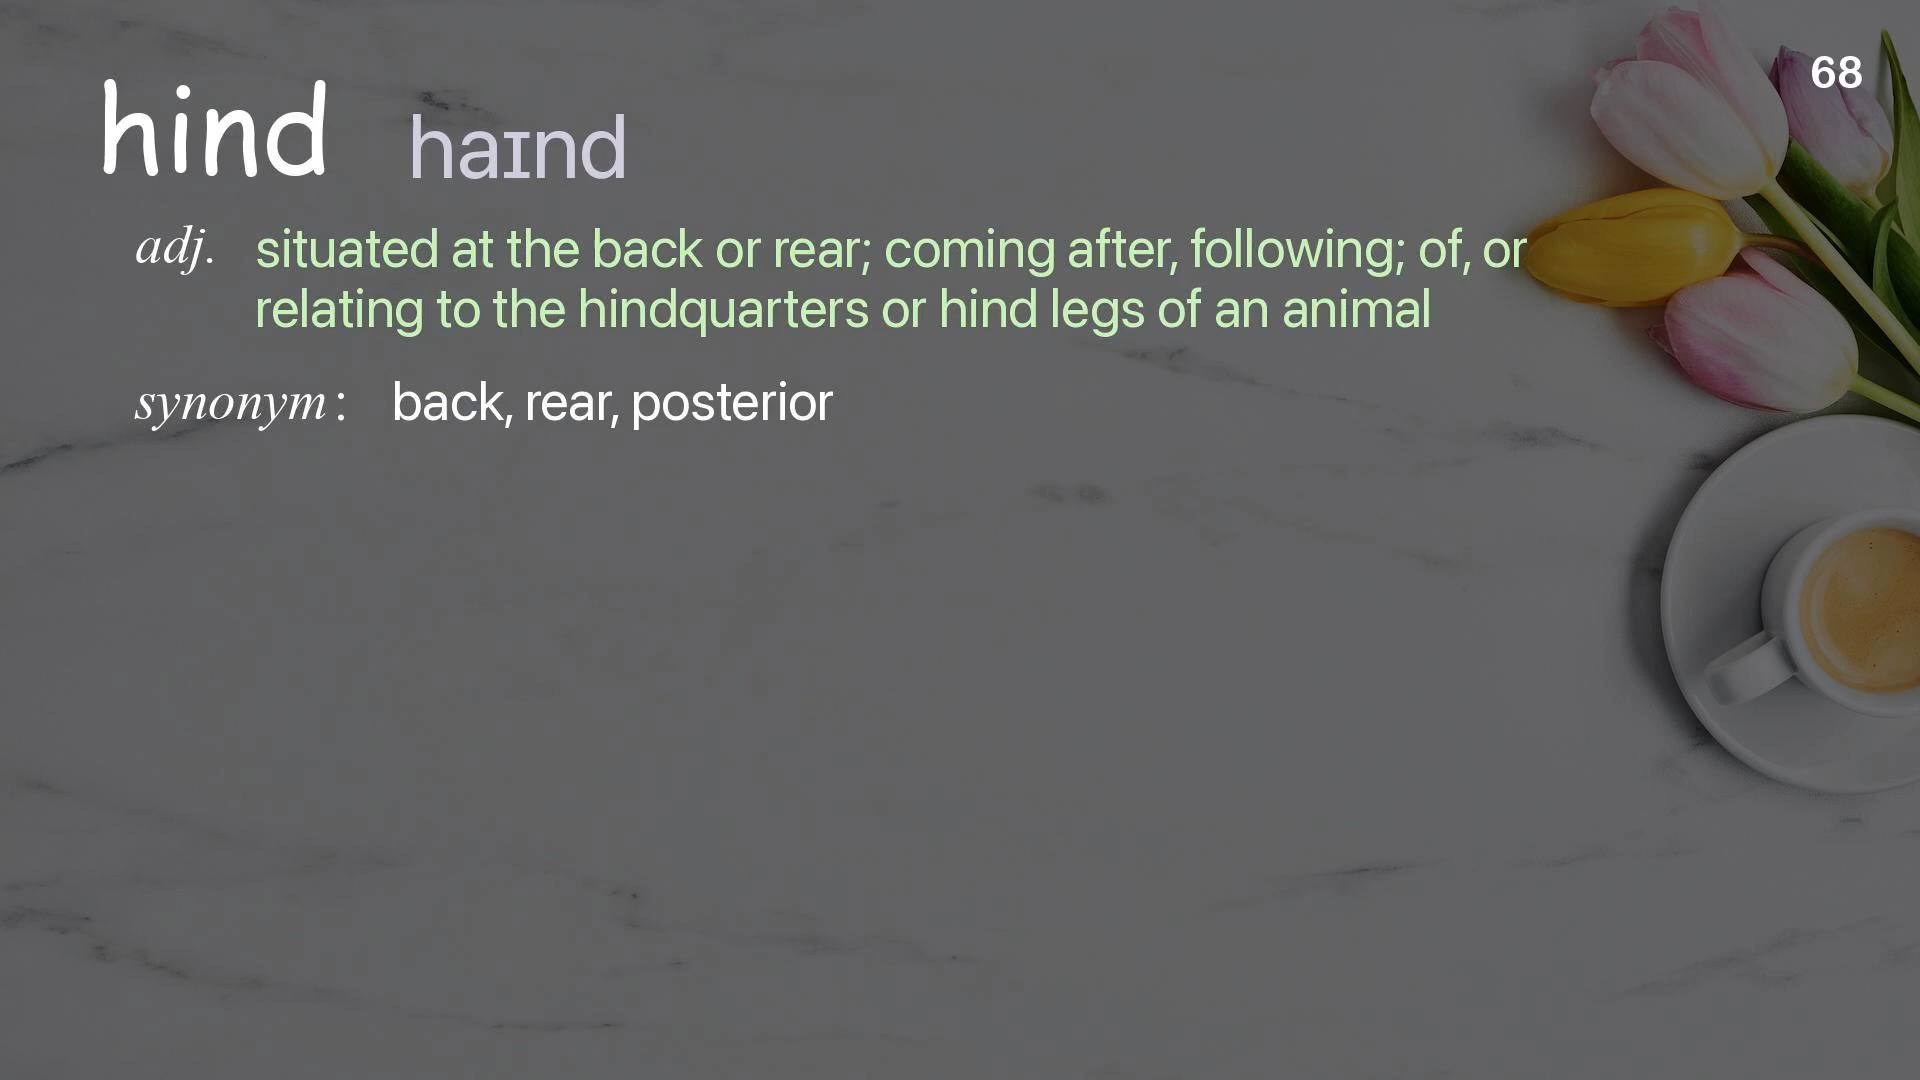 68
hind haɪnd
adj. situated at the back or rear; coming after, following; of, or
relating to the hindquarters or hind legs of an animal
synonym: back, rear, posterior